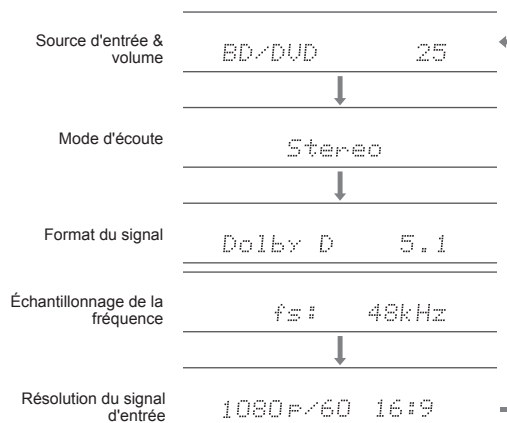 Source d'entrée &
volume
BD/DVD 25
Mode d'écoute
Stereo
Format du signal
Dolby D 5.1
Échantillonnage de la
fréquence
fs: 48kHz
Résolution du signal
d'entrée
1080p/60 16:9